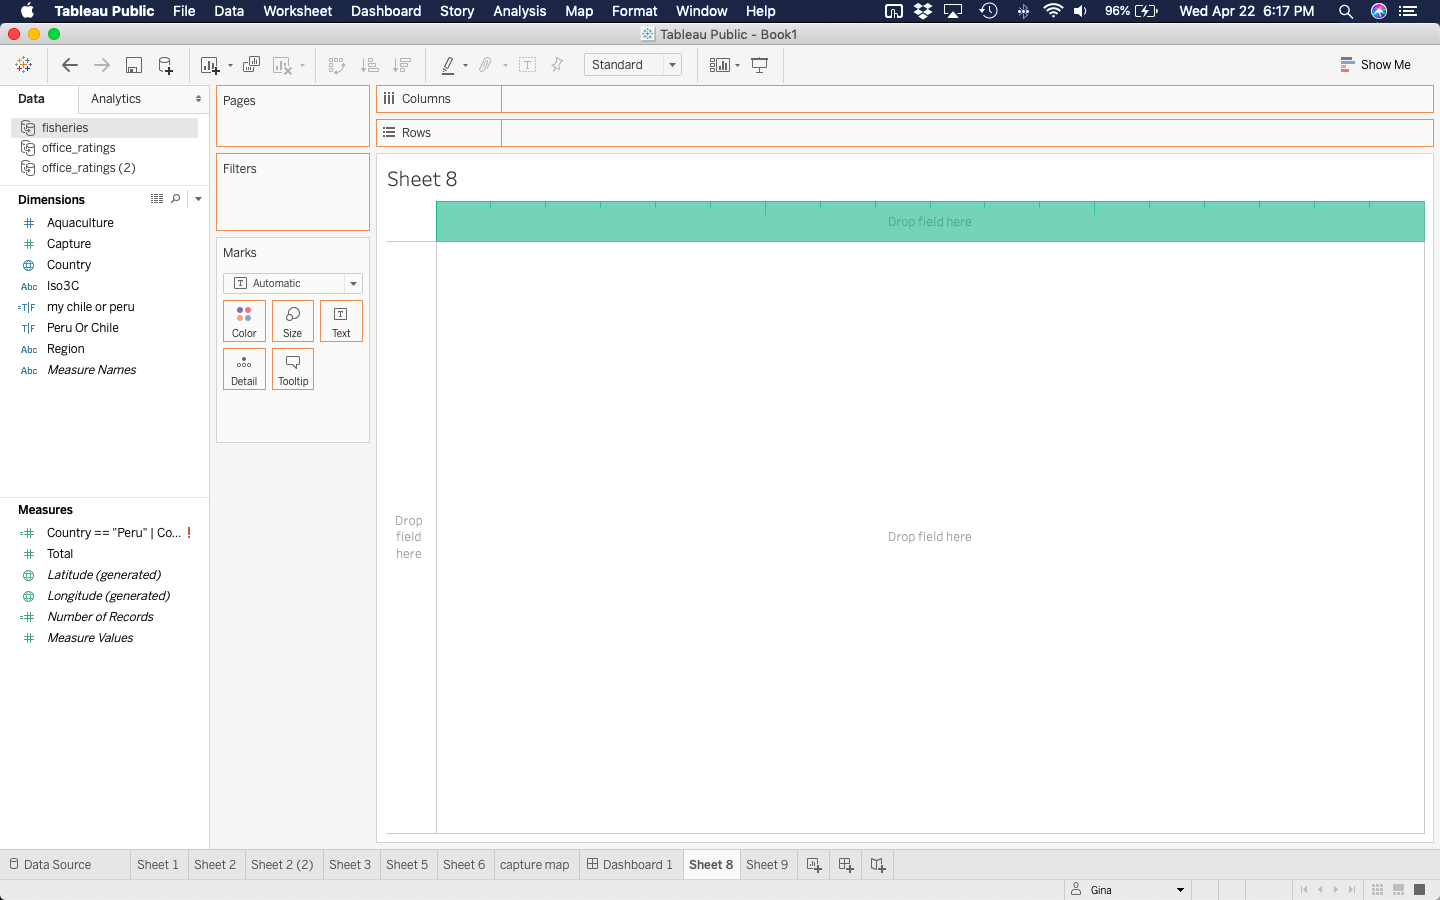 Tableau Public File Data Worksheet Dashboard Story Analysis Map Format Window Help 96% Wed Apr 22 6:17 PM
Tableau Public - Book1
Standard
Show Me
Data Analytics
fisheries
office_ratings
office_ratings (2)
Dimensions
# Aquaculture
# Capture
Country
Abc Iso3C
=T|F my chile or peru
T|F Peru Or Chile
Abc Region
Abc Measure Names
Measures
=# Country == "Peru" | Co... !
# Total
Latitude (generated)
Longitude (generated)
=# Number of Records
# Measure Values
Pages
Filters
Marks
T Automatic
Color Size T Text
Detail Tooltip
Columns
Rows
Sheet 8
Drop field here
Drop
field
here
Drop field here
Data Source Sheet 1 Sheet 2 Sheet 2 (2) Sheet 3 Sheet 5 Sheet 6 capture map Dashboard 1 Sheet 8 Sheet 9
Gina